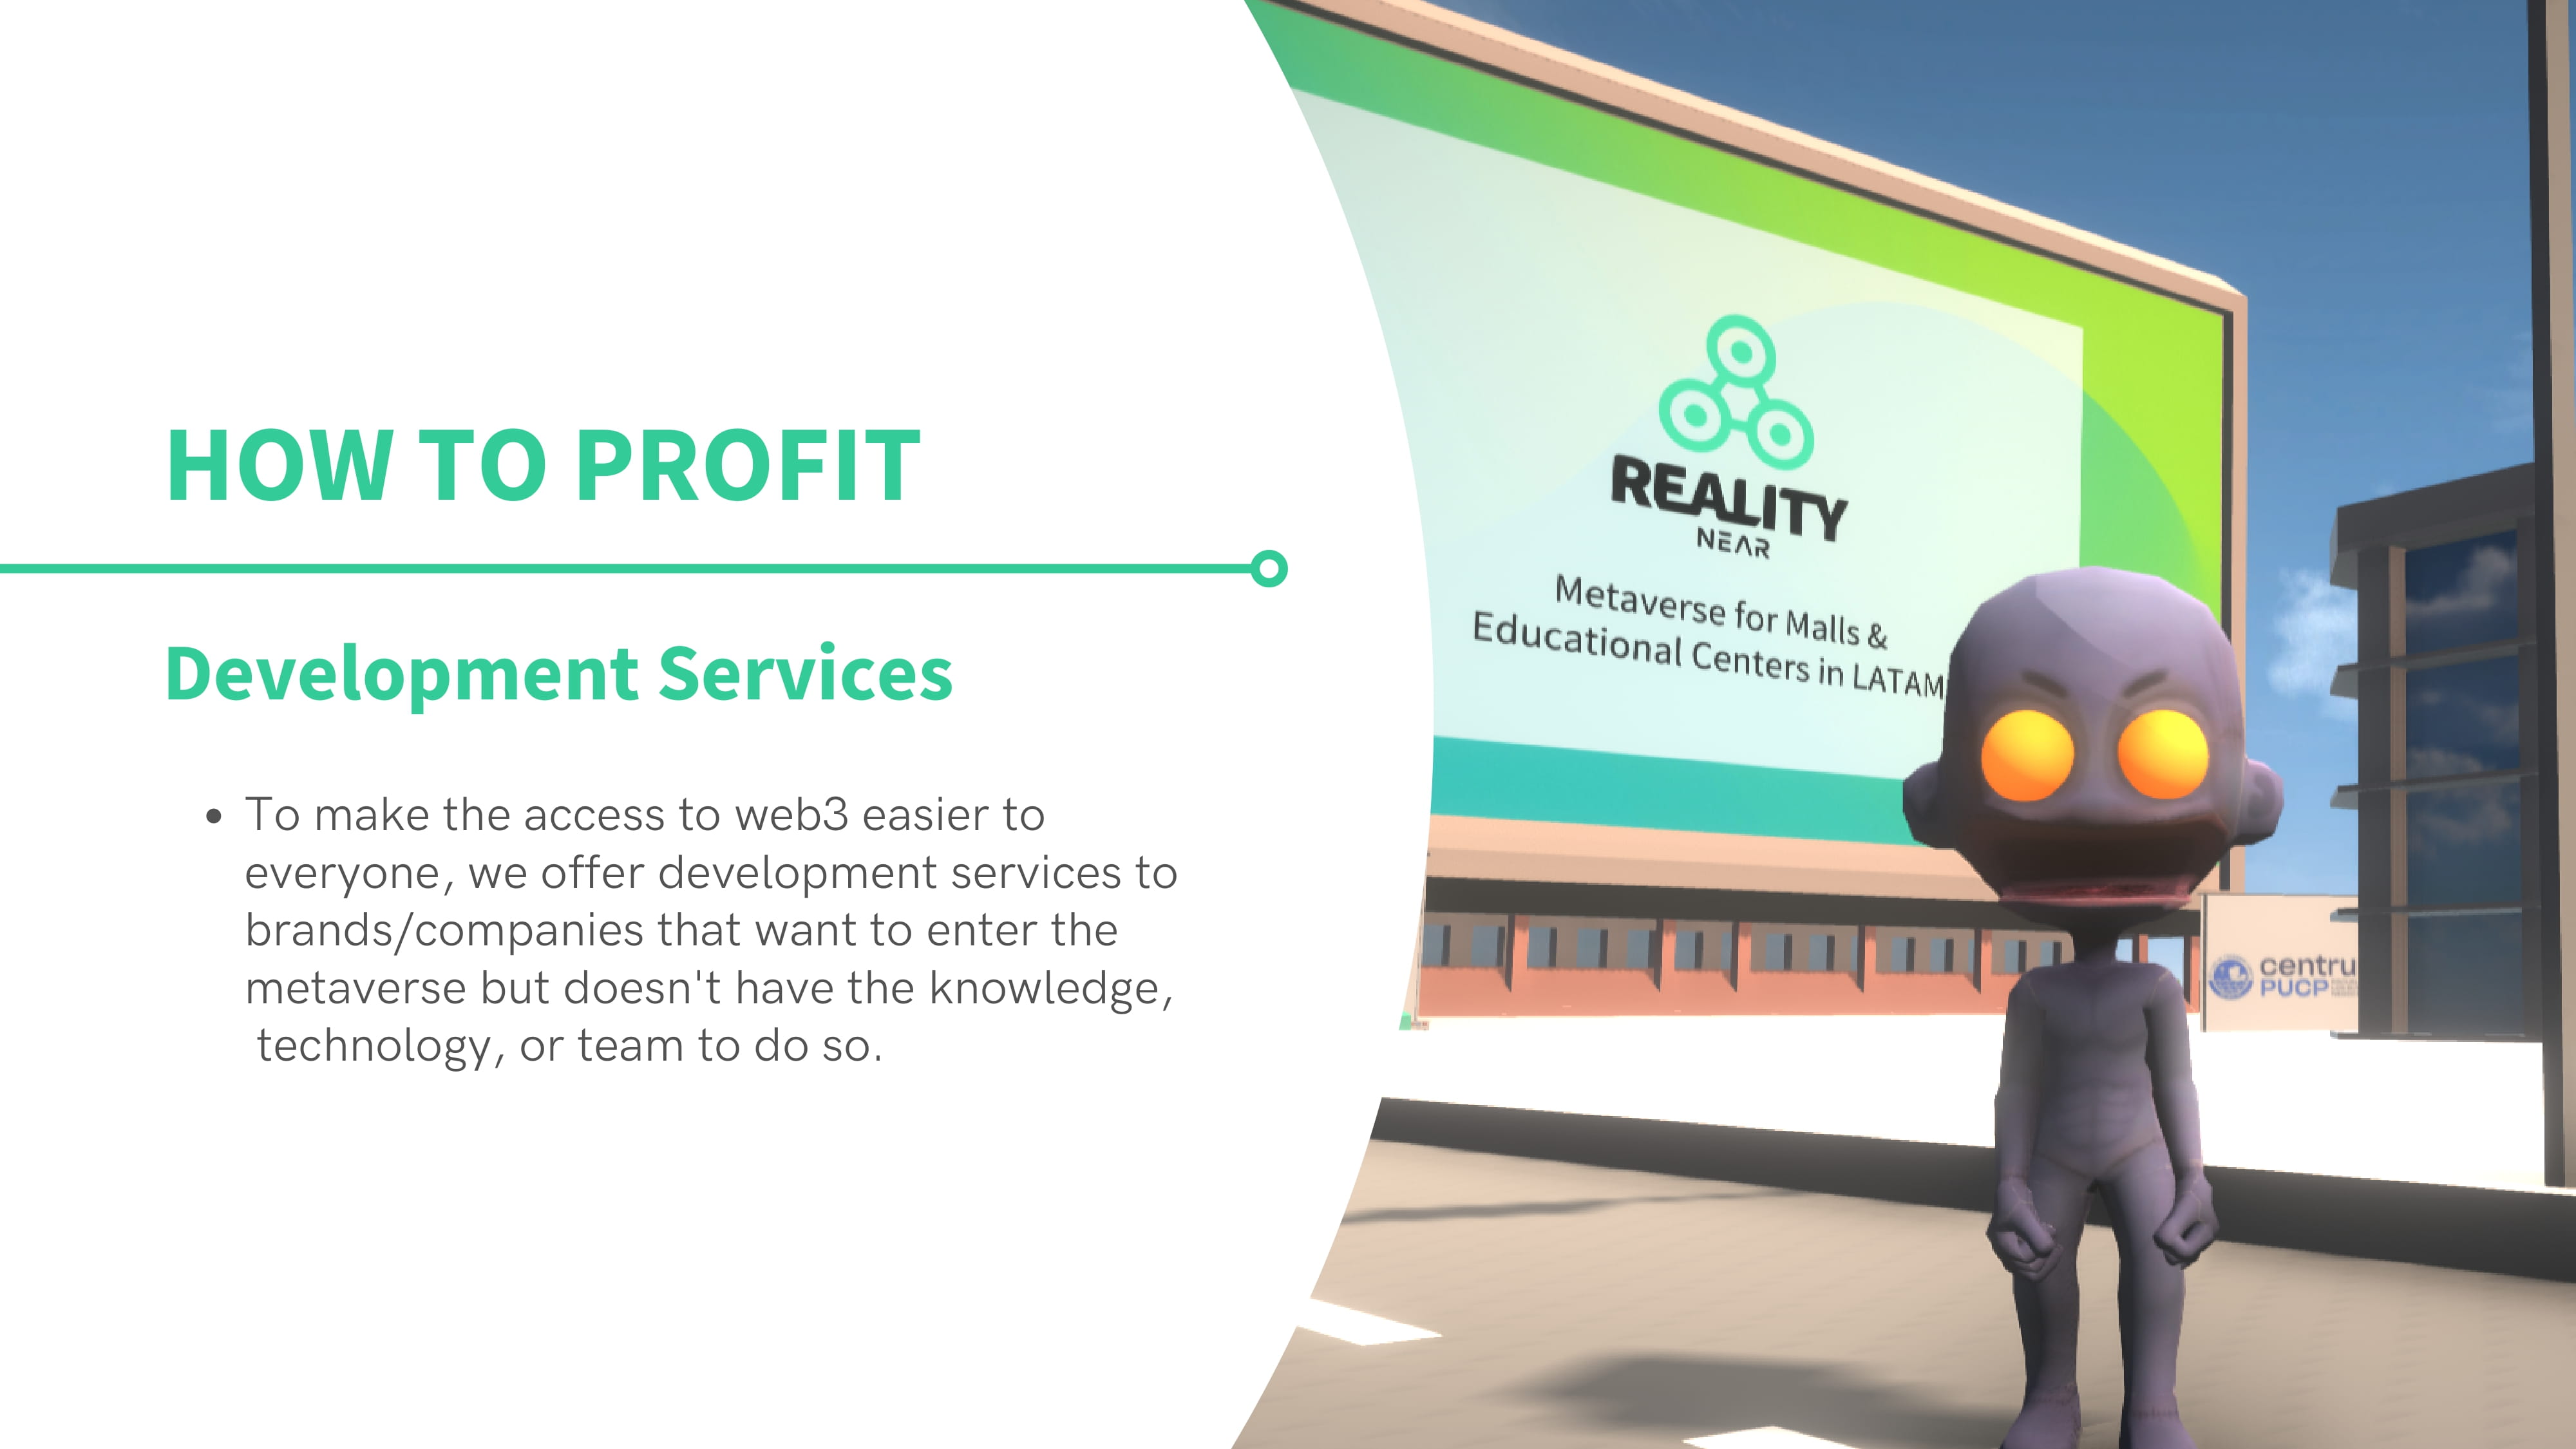 HOW TO PROFIT
Development Services
• To make the access to web3 easier to
everyone, we offer development services to
brands/companies that want to enter the
metaverse but doesn't have the knowledge,
technology, or team to do so.
REALITY
NEAR
Metaverse for Malls &
Educational Centers in LATAM
centru
PUCP